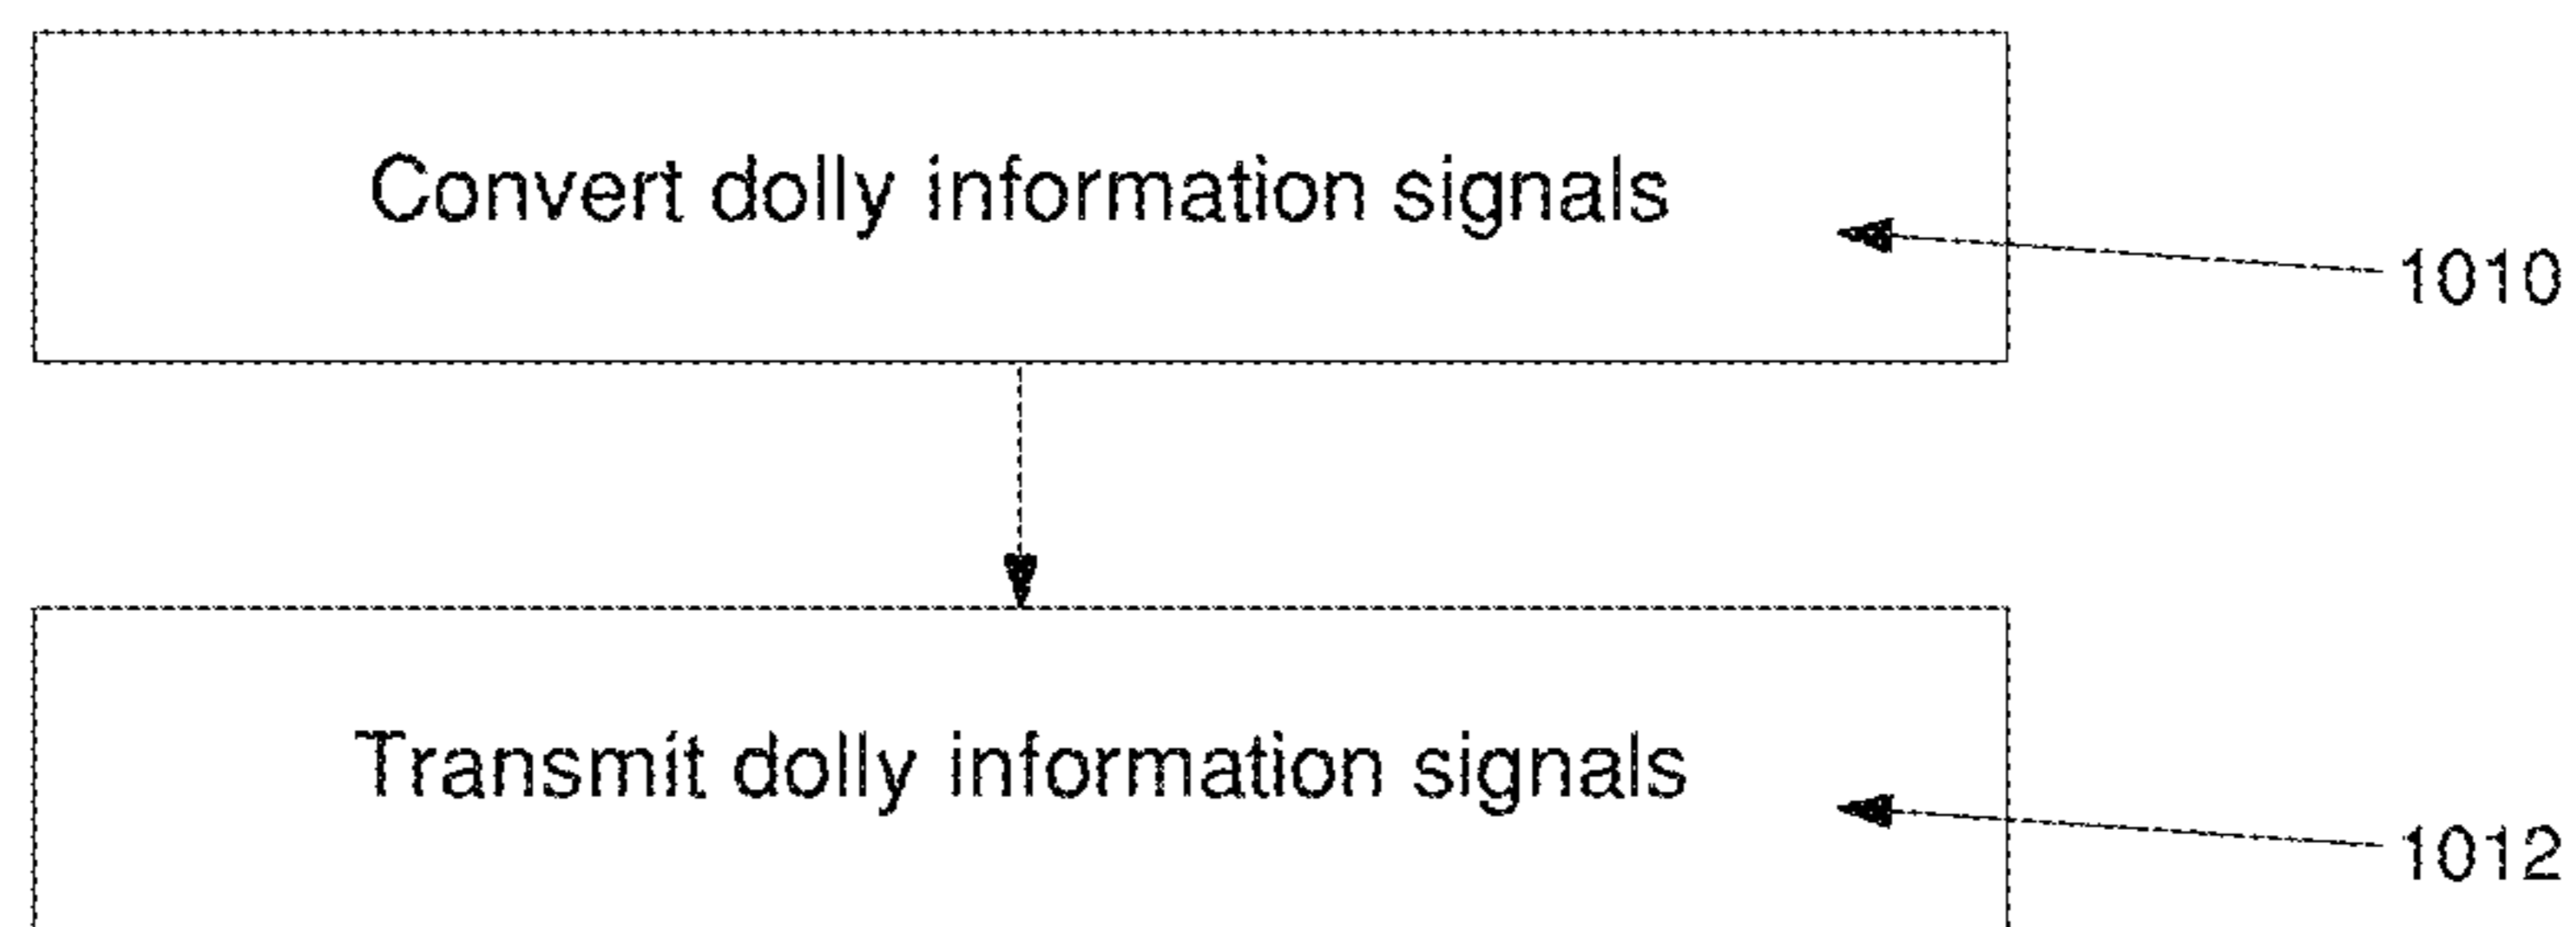 Convert dolly information signals
1010
Transmit dolly information signals
1012